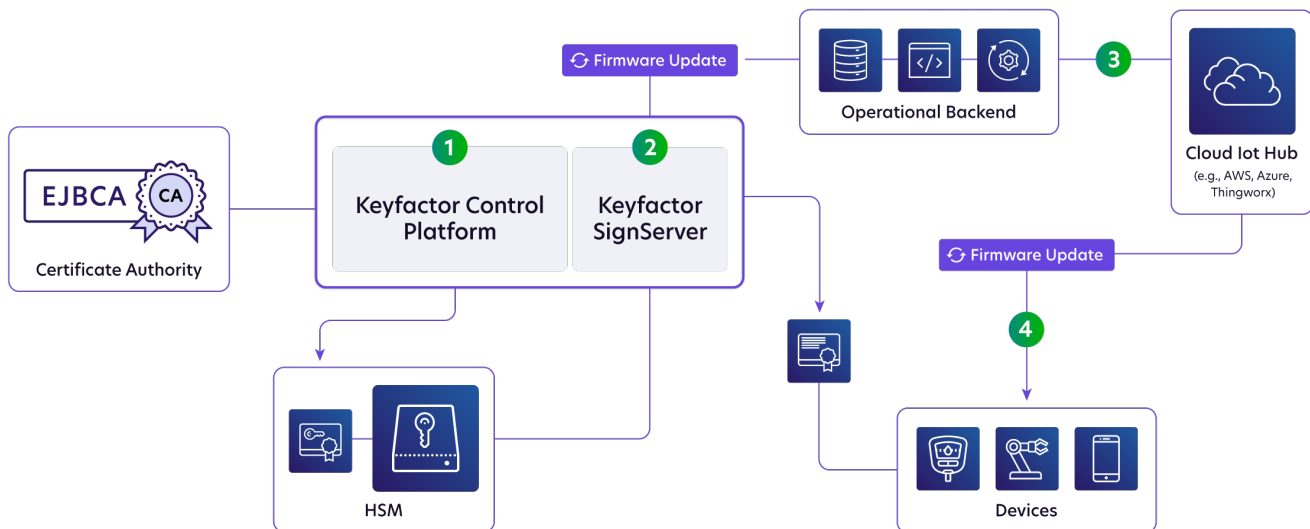 EJBCA
CA
Certificate Authority
1
Keyfactor Control
Platform
2
Keyfactor
SignServer
Firmware Update
</>
Operational Backend
3
Cloud Iot Hub
(e.g., AWS, Azure,
Thingworx)
Firmware Update
4
HSM
Devices